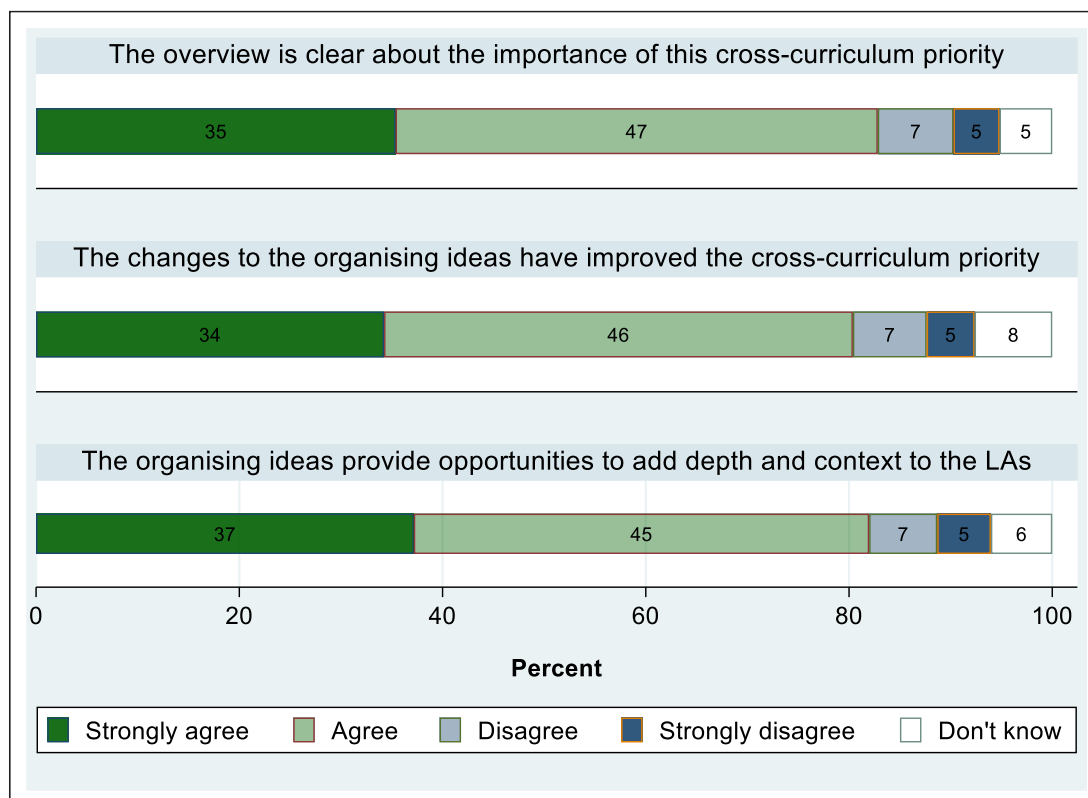 The overview is clear about the importance of this cross-curriculum priority
35 47 7 5 5
The changes to the organising ideas have improved the cross-curriculum priority
34 46 7 5 8
The organising ideas provide opportunities to add depth and context to the LAs
37 45 7 5 6
0 20 40 60 80 100
Percent
Strongly agree Agree Disagree Strongly disagree Don't know